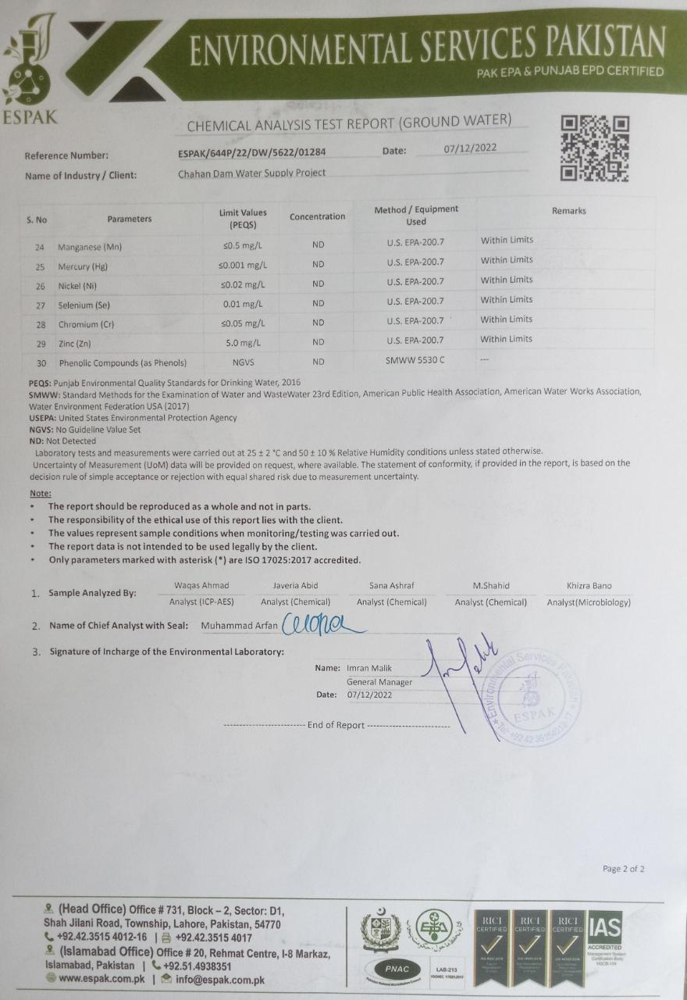 ENVIRONMENTAL SERVICES PAKISTAN
PAK EPA & PUNJAB EPD CERTIFIED
ESPAK
CHEMICAL ANALYSIS TEST REPORT (GROUND WATER)
Reference Number: ESPAK/644P/22/DW/5622/01284 Date: 07/12/2022
Name of Industry / Client: Chahan Dam Water Supply Project
S. No Parameters Limit Values (PEQS) Concentration Method / Equipment Used Remarks
24 Manganese (Mn) ≤0.5 mg/L ND U.S. EPA-200.7 Within Limits
25 Mercury (Hg) ≤0.001 mg/L ND U.S. EPA-200.7 Within Limits
26 Nickel (Ni) ≤0.02 mg/L ND U.S. EPA-200.7 Within Limits
27 Selenium (Se) 0.01 mg/L ND U.S. EPA-200.7 Within Limits
28 Chromium (Cr) ≤0.05 mg/L ND U.S. EPA-200.7 Within Limits
29 Zinc (Zn) 5.0 mg/L ND U.S. EPA-200.7 Within Limits
30 Phenolic Compounds (as Phenols) NGVS ND SMWW 5530 C ---
PEQS: Punjab Environmental Quality Standards for Drinking Water, 2016
SMWW: Standard Methods for the Examination of Water and WasteWater 23rd Edition, American Public Health Association, American Water Works Association,
Water Environment Federation USA (2017)
USEPA: United States Environmental Protection Agency
NGVS: No Guideline Value Set
ND: Not Detected
Laboratory tests and measurements were carried out at 25 ± 2 °C and 50 ± 10 % Relative Humidity conditions unless stated otherwise.
Uncertainty of Measurement (UoM) data will be provided on request, where available. The statement of conformity, if provided in the report, is based on the
decision rule of simple acceptance or rejection with equal shared risk due to measurement uncertainty.
Note:
• The report should be reproduced as a whole and not in parts.
• The responsibility of the ethical use of this report lies with the client.
• The values represent sample conditions when monitoring/testing was carried out.
• The report data is not intended to be used legally by the client.
• Only parameters marked with asterisk (*) are ISO 17025:2017 accredited.
1. Sample Analyzed By: Waqas Ahmad Javeria Abid Sana Ashraf M.Shahid Khizra Bano
Analyst (ICP-AES) Analyst (Chemical) Analyst (Chemical) Analyst (Chemical) Analyst(Microbiology)
2. Name of Chief Analyst with Seal: Muhammad Arfan
3. Signature of Incharge of the Environmental Laboratory:
Name: Imran Malik
General Manager
Date: 07/12/2022
Environmental Services Pakistan
ESPAK
---------------------- End of Report ----------------------
Page 2 of 2
(Head Office) Office # 731, Block – 2, Sector: D1,
Shah Jilani Road, Township, Lahore, Pakistan, 54770
+92.42.3515 4012-16 | +92.42.3515 4017
(Islamabad Office) Office # 20, Rehmat Centre, I-8 Markaz,
Islamabad, Pakistan | +92.51.4938351
www.espak.com.pk | info@espak.com.pk
EPA
PNAC
Pakistan National Accreditation Council
LAB-213
RICI CERTIFIED
RICI CERTIFIED
RICI CERTIFIED
IAS
ACCREDITED
Management System
Certification Body
MSCB-104